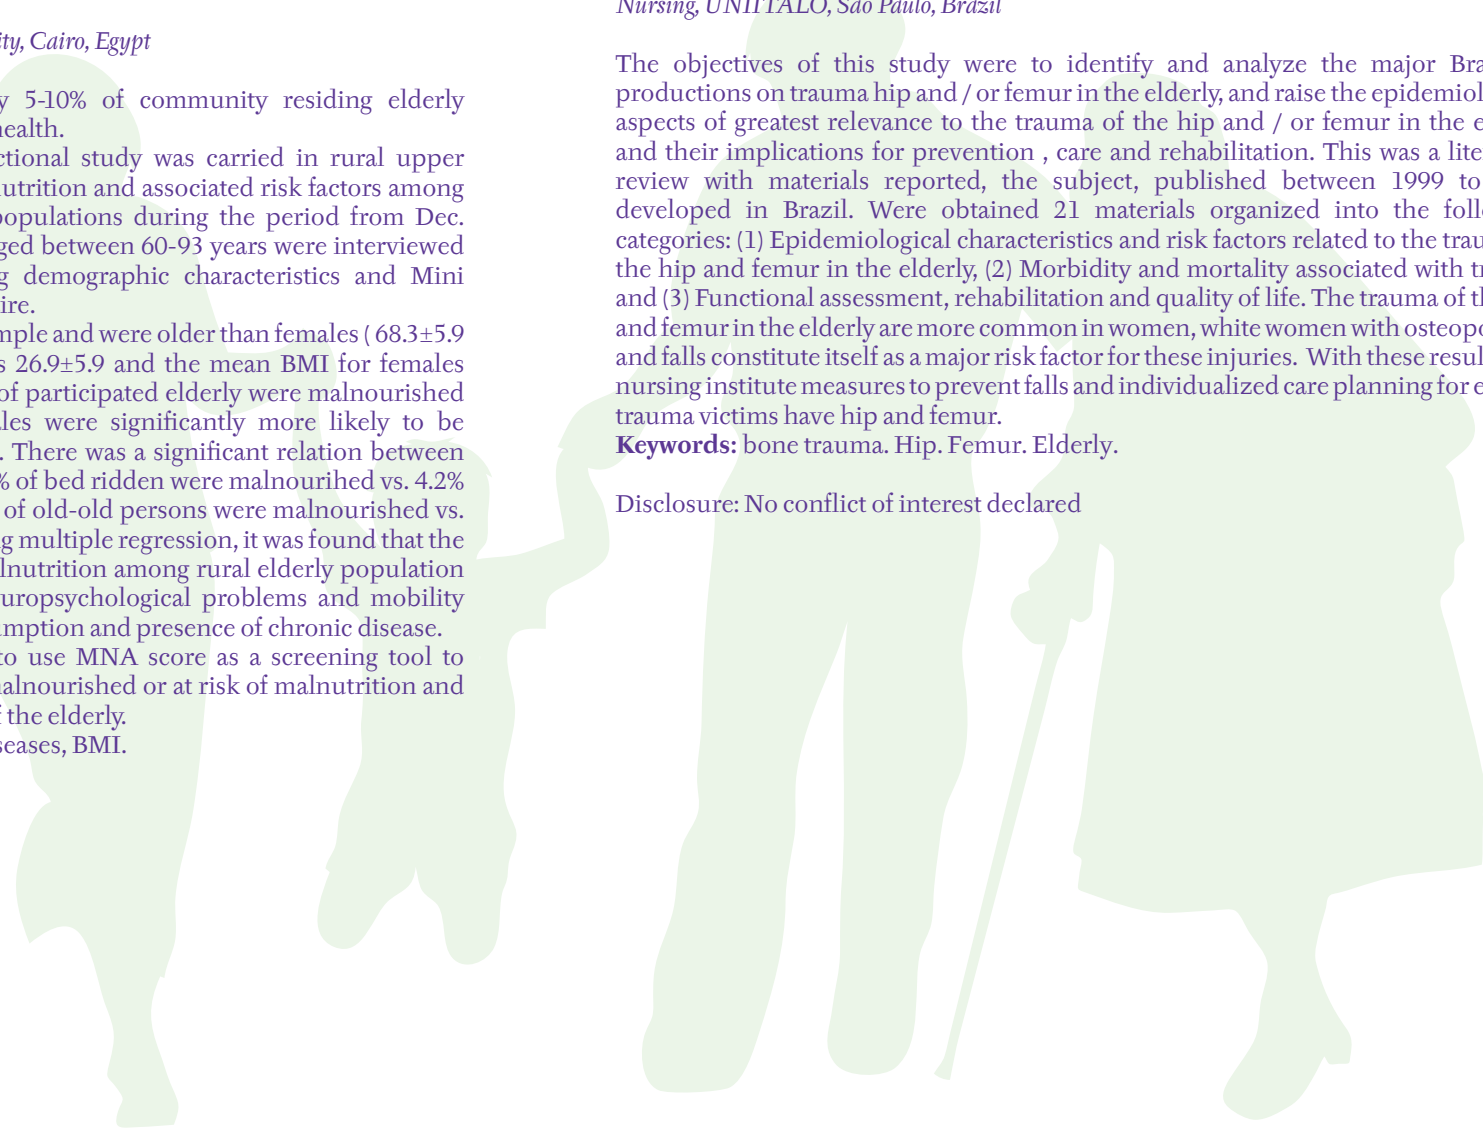 ity, Cairo, Egypt
y 5-10% of community residing elderly
health.
ctional study was carried in rural upper
nutrition and associated risk factors among
populations during the period from Dec.
ged between 60-93 years were interviewed
g demographic characteristics and Mini
ire.
mple and were older than females ( 68.3±5.9
s 26.9±5.9 and the mean BMI for females
of participated elderly were malnourished
les were significantly more likely to be
. There was a significant relation between
% of bed ridden were malnourihed vs. 4.2%
of old-old persons were malnourished vs.
g multiple regression, it was found that the
lnutrition among rural elderly population
uropsychological problems and mobility
mption and presence of chronic disease.
to use MNA score as a screening tool to
malnourished or at risk of malnutrition and
f the elderly.
seases, BMI.
Nursing, UNIITALO, São Paulo, Brazil
The objectives of this study were to identify and analyze the major Bra
productions on trauma hip and / or femur in the elderly, and raise the epidemiol
aspects of greatest relevance to the trauma of the hip and / or femur in the e
and their implications for prevention , care and rehabilitation. This was a lite
review with materials reported, the subject, published between 1999 to
developed in Brazil. Were obtained 21 materials organized into the foll
categories: (1) Epidemiological characteristics and risk factors related to the trau
the hip and femur in the elderly, (2) Morbidity and mortality associated with tr
and (3) Functional assessment, rehabilitation and quality of life. The trauma of th
and femur in the elderly are more common in women, white women with osteopo
and falls constitute itself as a major risk factor for these injuries. With these resul
nursing institute measures to prevent falls and individualized care planning for e
trauma victims have hip and femur.
Keywords: bone trauma. Hip. Femur. Elderly.
Disclosure: No conflict of interest declared